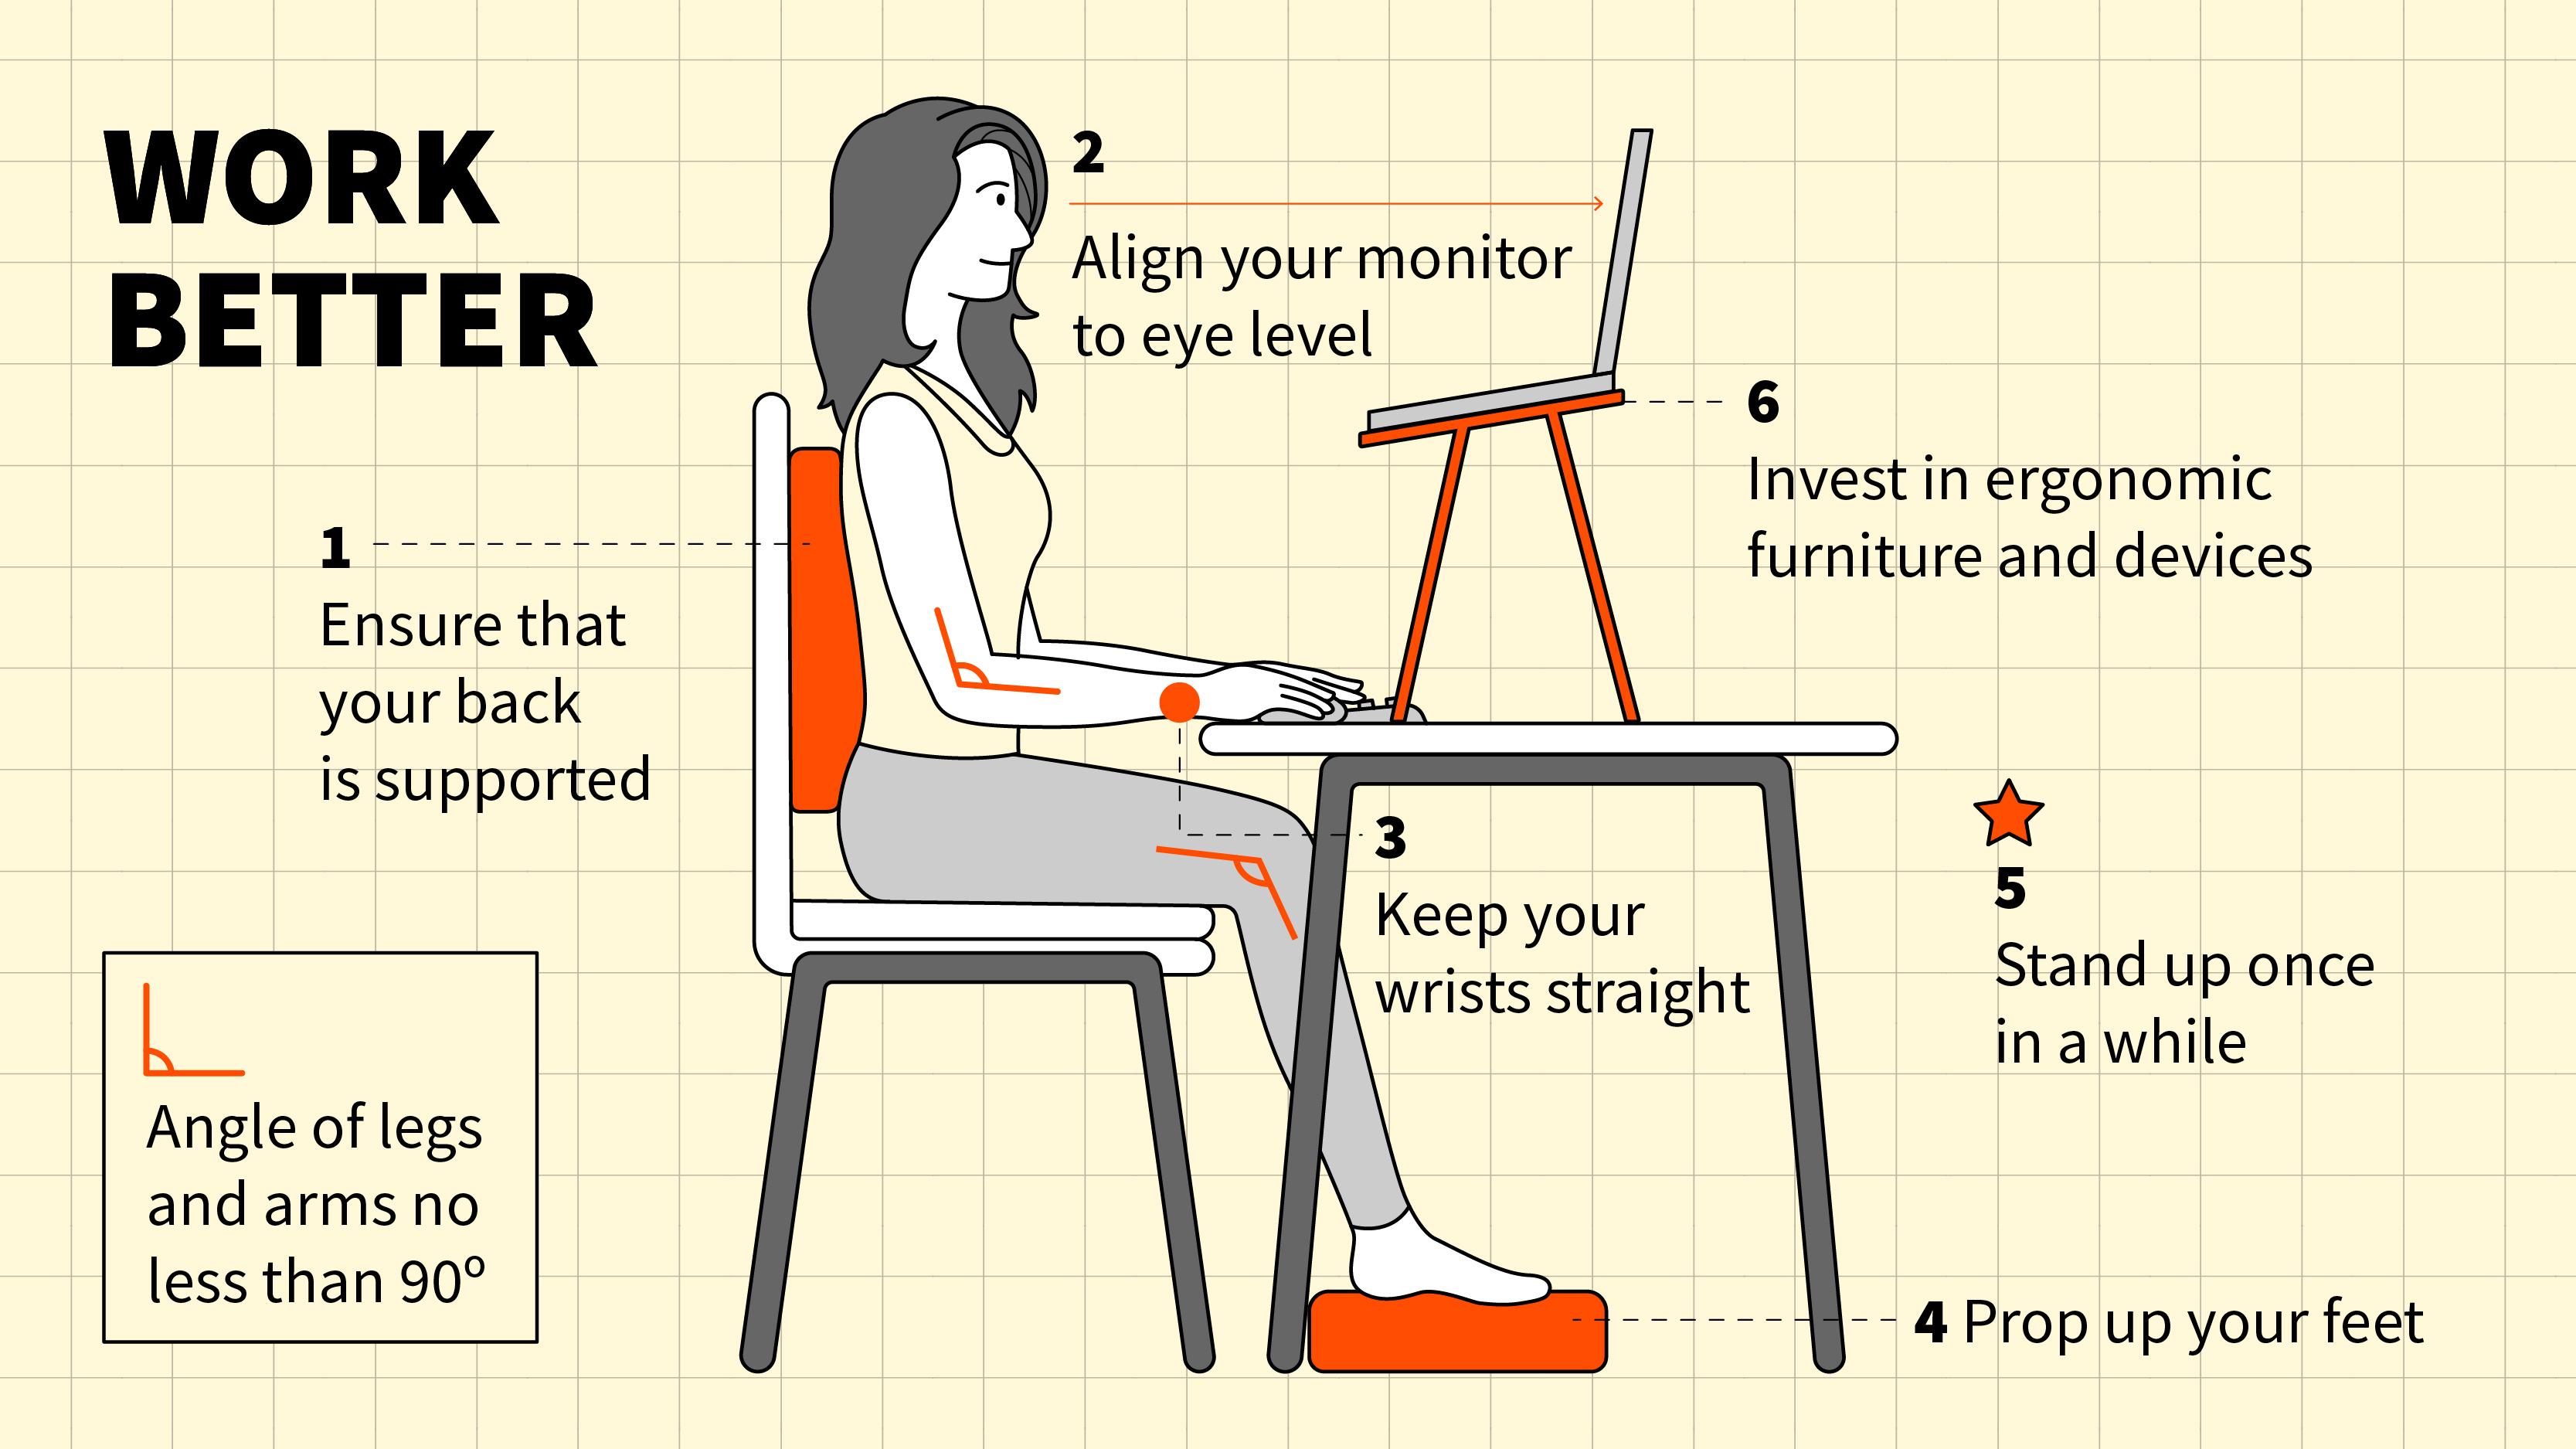 WORK
BETTER
1
Ensure that
your back
is supported
2
Align your monitor
to eye level
3
Keep your
wrists straight
4 Prop up your feet
5
Stand up once
in a while
6
Invest in ergonomic
furniture and devices
Angle of legs
and arms no
less than 90º